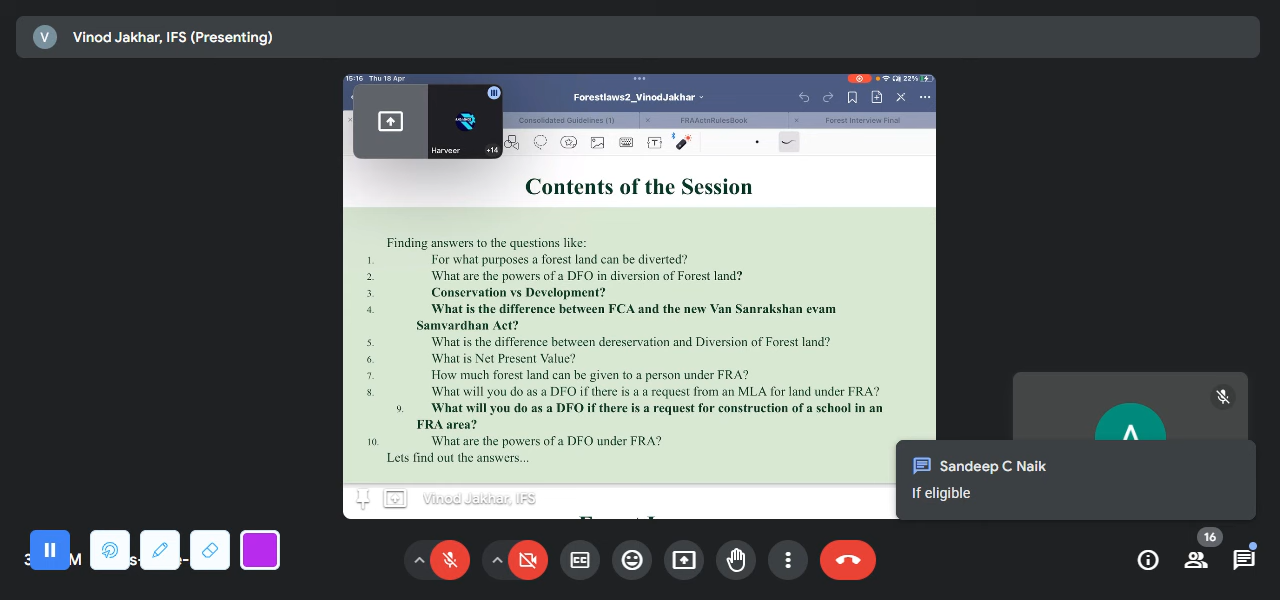 V
Vinod Jakhar, IFS (Presenting)
15:16 Thu 18 Apr
22%
Forestlaws2_VinodJakhar
Harveer
+14
Consolidated Guidelines (1)
FRAActnRulesBook
Forest Interview Final
Contents of the Session
Finding answers to the questions like:
1. For what purposes a forest land can be diverted?
2. What are the powers of a DFO in diversion of Forest land?
3. Conservation vs Development?
4. What is the difference between FCA and the new Van Sanrakshan evam
Samvardhan Act?
5. What is the difference between dereservation and Diversion of Forest land?
6. What is Net Present Value?
7. How much forest land can be given to a person under FRA?
8. What will you do as a DFO if there is a a request from an MLA for land under FRA?
9. What will you do as a DFO if there is a request for construction of a school in an
FRA area?
10. What are the powers of a DFO under FRA?
Lets find out the answers...
Vinod Jakhar, IFS
A
Sandeep C Naik
If eligible
CC
16